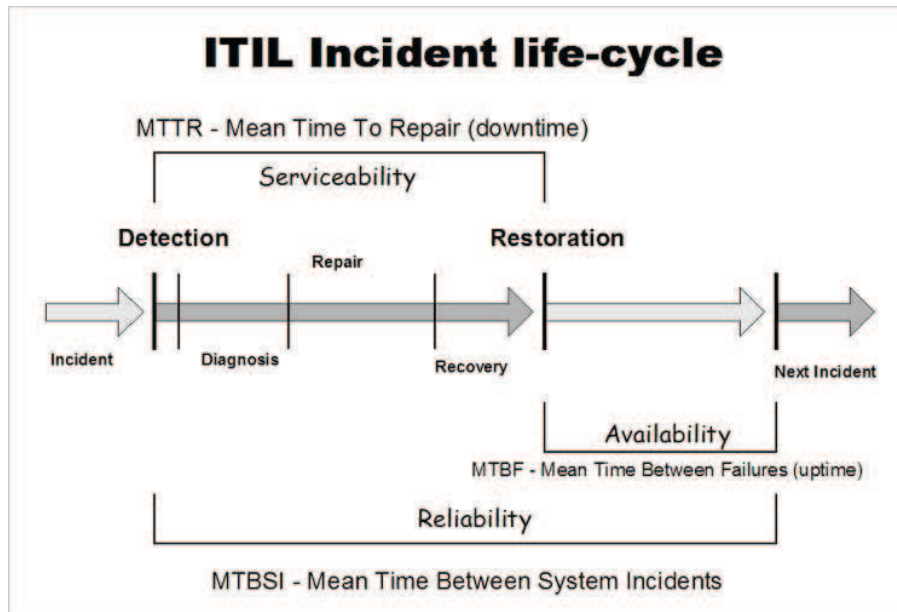 ITIL Incident life-cycle
MTTR - Mean Time To Repair (downtime)
Serviceability
Detection
Restoration
Repair
Incident
Diagnosis
Recovery
Next Incident
Availability
MTBF - Mean Time Between Failures (uptime)
Reliability
MTBSI - Mean Time Between System Incidents